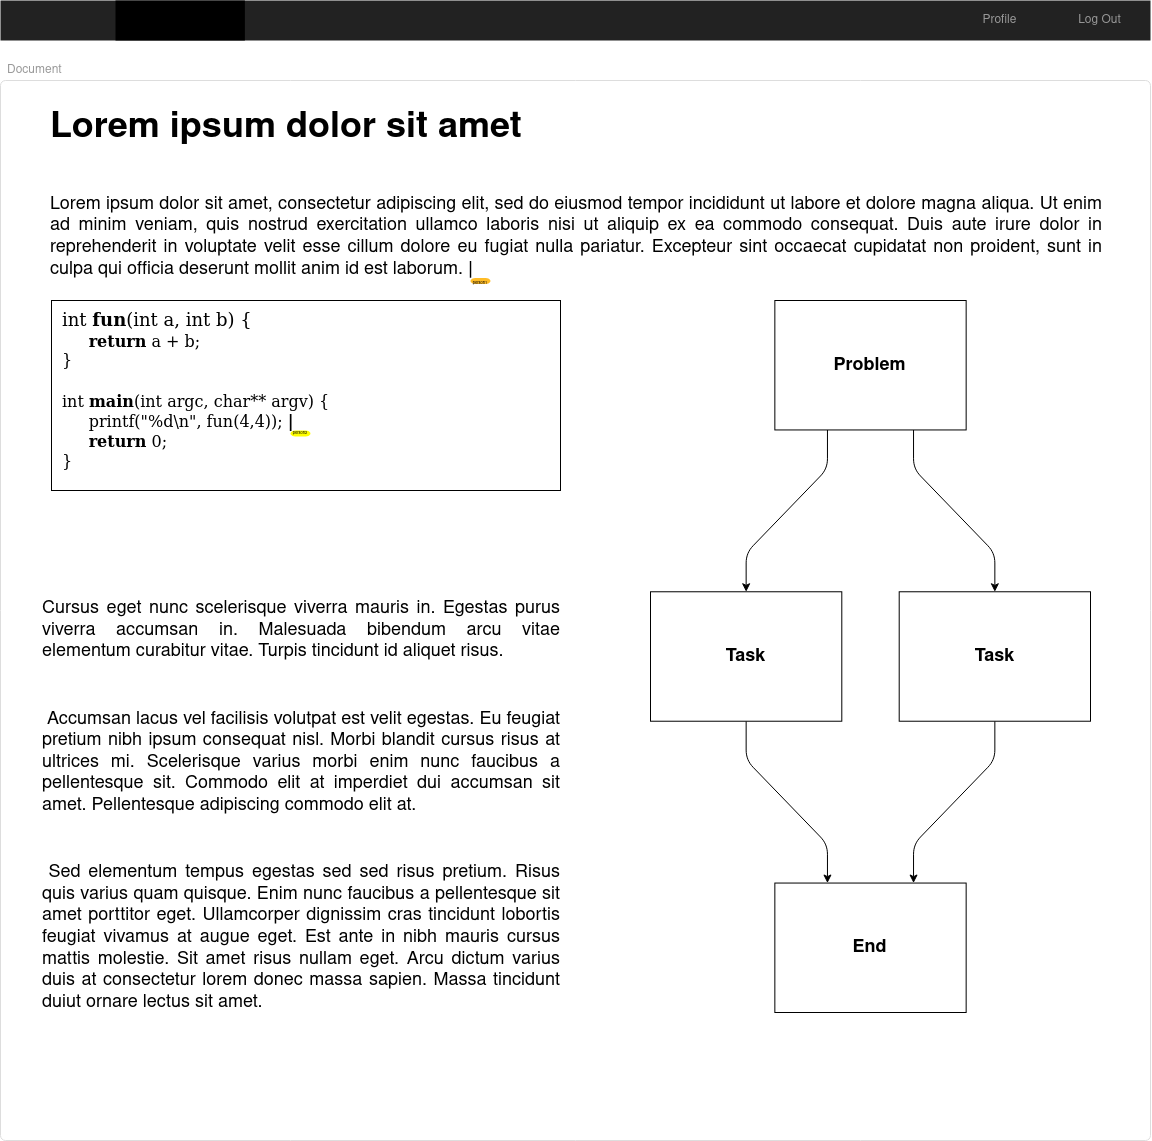 Profile
Log Out
Document
Lorem ipsum dolor sit amet
Lorem ipsum dolor sit amet, consectetur adipiscing elit, sed do eiusmod tempor incididunt ut labore et dolore magna aliqua. Ut enim
ad minim veniam, quis nostrud exercitation ullamco laboris nisi ut aliquip ex ea commodo consequat. Duis aute irure dolor in
reprehenderit in voluptate velit esse cillum dolore eu fugiat nulla pariatur. Excepteur sint occaecat cupidatat non proident, sunt in
culpa qui officia deserunt mollit anim id est laborum. |
int fun(int a, int b) {
return a + b;
}
int main(int argc, char** argv) {
printf("%d\n", fun(4,4)); |
return 0;
}
Cursus eget nunc scelerisque viverra mauris in. Egestas purus
viverra accumsan in. Malesuada bibendum arcu vitae
elementum curabitur vitae. Turpis tincidunt id aliquet risus.
Accumsan lacus vel facilisis volutpat est velit egestas. Eu feugiat
pretium nibh ipsum consequat nisl. Morbi blandit cursus risus at
ultrices mi. Scelerisque varius morbi enim nunc faucibus a
pellentesque sit. Commodo elit at imperdiet dui accumsan sit
amet. Pellentesque adipiscing commodo elit at.
Sed elementum tempus egestas sed sed risus pretium. Risus
quis varius quam quisque. Enim nunc faucibus a pellentesque sit
amet porttitor eget. Ullamcorper dignissim cras tincidunt lobortis
feugiat vivamus at augue eget. Est ante in nibh mauris cursus
mattis molestie. Sit amet risus nullam eget. Arcu dictum varius
duis at consectetur lorem donec massa sapien. Massa tincidunt
duiut ornare lectus sit amet.
Problem
Task
Task
End